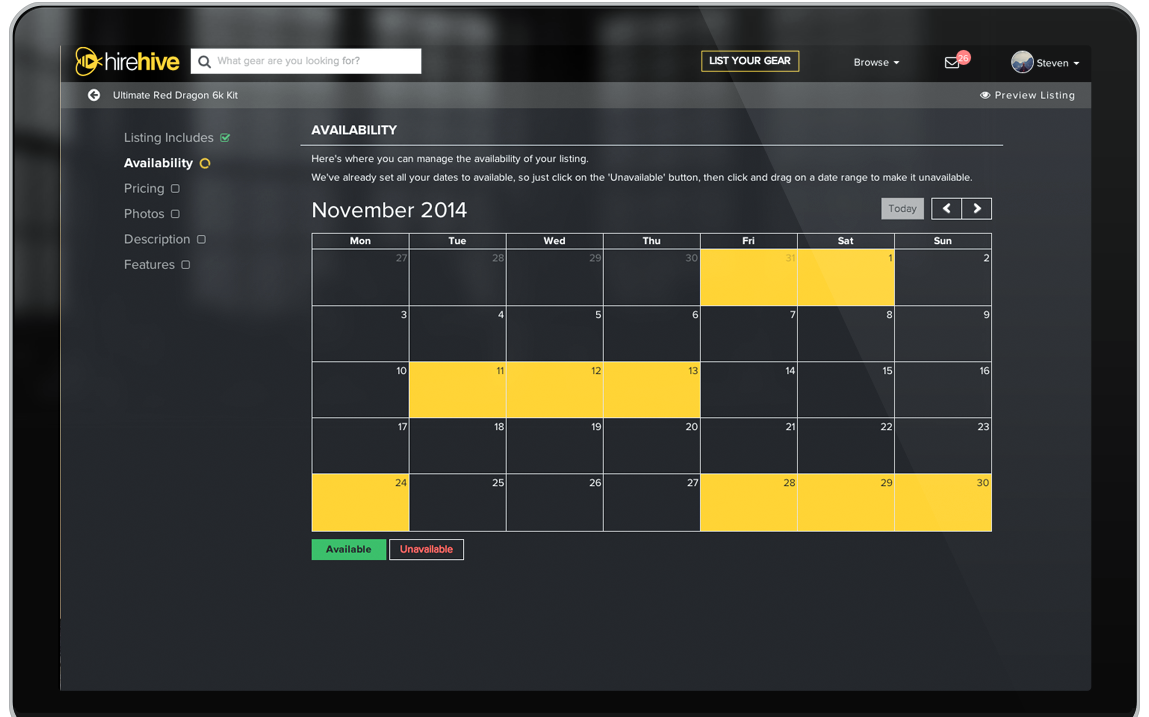 hirehive
What gear are you looking for?
LIST YOUR GEAR
Browse
26
Steven
Ultimate Red Dragon 6k Kit
Preview Listing
Listing Includes
Availability
Pricing
Photos
Description
Features
AVAILABILITY
Here's where you can manage the availability of your listing.
We've already set all your dates to available, so just click on the 'Unavailable' button, then click and drag on a date range to make it unavailable.
November 2014
Today
Mon Tue Wed Thu Fri Sat Sun
27 28 29 30 31 1 2
3 4 5 6 7 8 9
10 11 12 13 14 15 16
17 18 19 20 21 22 23
24 25 26 27 28 29 30
Available Unavailable